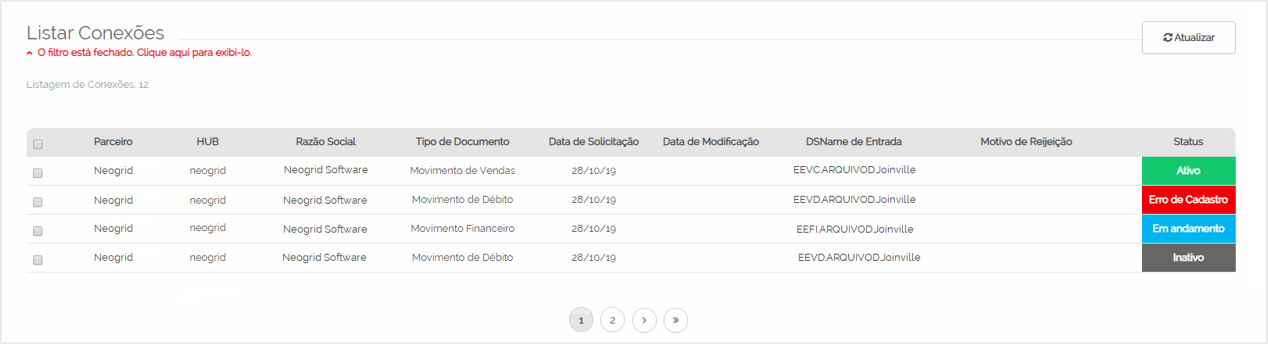 Listar Conexões
O filtro está fechado. Clique aqui para exibi-lo.
Atualizar
Listagem de Conexões: 12
Parceiro HUB Razão Social Tipo de Documento Data de Solicitação Data de Modificação DSName de Entrada Motivo de Reijeição Status
Neogrid neogrid Neogrid Software Movimento de Vendas 28/10/19 EEVC.ARQUIVOD.Joinville Ativo
Neogrid neogrid Neogrid Software Movimento de Débito 28/10/19 EEVD.ARQUIVOD.Joinville Erro de Cadastro
Neogrid neogrid Neogrid Software Movimento Financeiro 28/10/19 EEFI.ARQUIVOD.Joinville Em andamento
Neogrid neogrid Neogrid Software Movimento de Débito 28/10/19 EEVD.ARQUIVOD.Joinville Inativo
1 2 › »